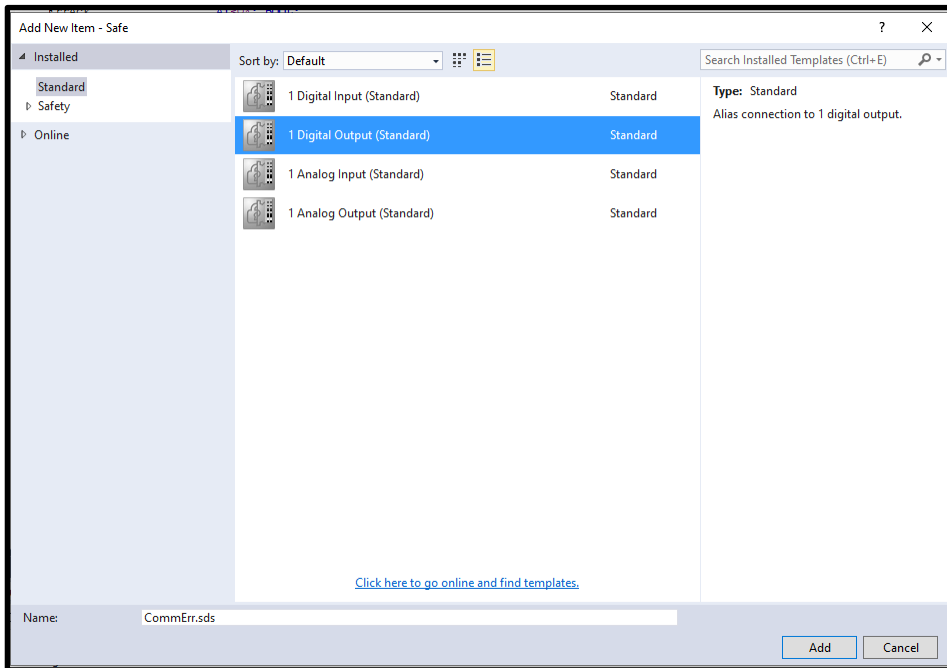 Add New Item - Safe
?
Installed
Standard
Safety
Online
Sort by: Default
Search Installed Templates (Ctrl+E)
1 Digital Input (Standard) Standard
1 Digital Output (Standard) Standard
1 Analog Input (Standard) Standard
1 Analog Output (Standard) Standard
Type: Standard
Alias connection to 1 digital output.
Click here to go online and find templates.
Name: CommErr.sds
Add Cancel